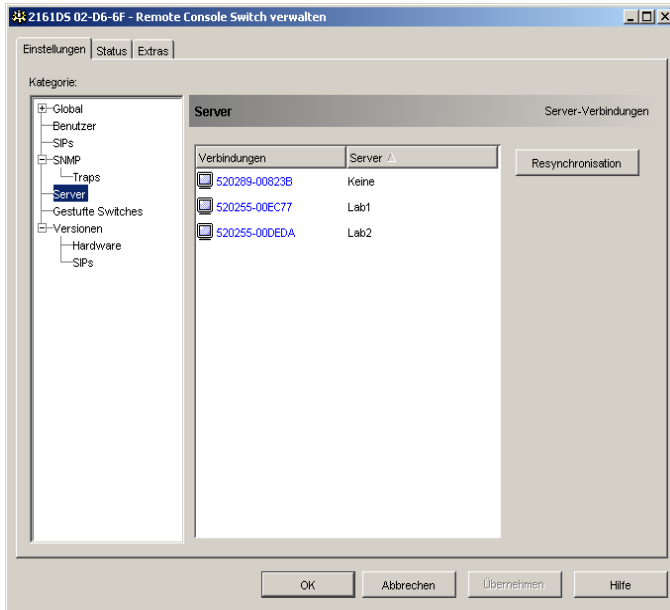 2161DS 02-D6-6F - Remote Console Switch verwalten
Einstellungen Status Extras
Kategorie:
Global
Benutzer
SIPs
SNMP
Traps
Server
Gestufte Switches
Versionen
Hardware
SIPs
Server Server-Verbindungen
Verbindungen Server
520289-00823B Keine
520255-00EC77 Lab1
520255-00DEDA Lab2
Resynchronisation
OK Abbrechen Übernehmen Hilfe